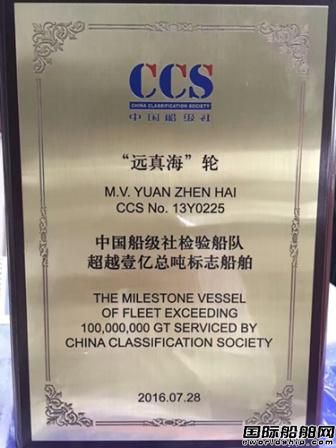 CCS
CHINA CLASSIFICATION SOCIETY
中国船级社
“远真海”轮
M.V. YUAN ZHEN HAI
CCS No. 13Y0225
中国船级社检验船队
超越壹亿总吨标志船舶
THE MILESTONE VESSEL
OF FLEET EXCEEDING
100,000,000 GT SERVICED BY
CHINA CLASSIFICATION SOCIETY
2016.07.28
国际船舶网
www.eworldship.com